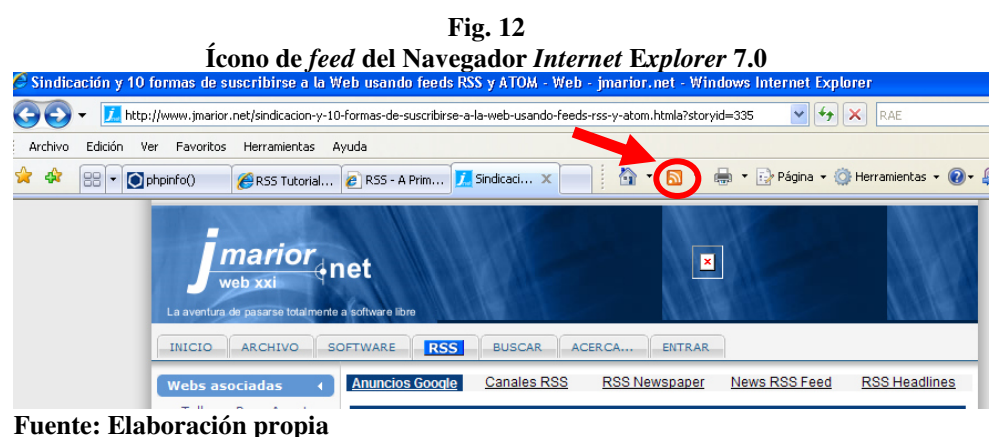 Fig. 12
Ícono de feed del Navegador Internet Explorer 7.0
Sindicación y 10 formas de suscribirse a la Web usando feeds RSS y ATOM - Web - jmarior.net - Windows Internet Explorer
http://www.jmarior.net/sindicacion-y-10-formas-de-suscribirse-a-la-web-usando-feeds-rss-y-atom.htmla?storyid=335 RAE
Archivo Edición Ver Favoritos Herramientas Ayuda
phpinfo() RSS Tutorial... RSS - A Prim... Sindicaci... X Página Herramientas
jmarior.net
web xxi
La aventura de pasarse totalmente a software libre
INICIO ARCHIVO SOFTWARE RSS BUSCAR ACERCA... ENTRAR
Webs asociadas Anuncios Google Canales RSS RSS Newspaper News RSS Feed RSS Headlines
Fuente: Elaboración propia